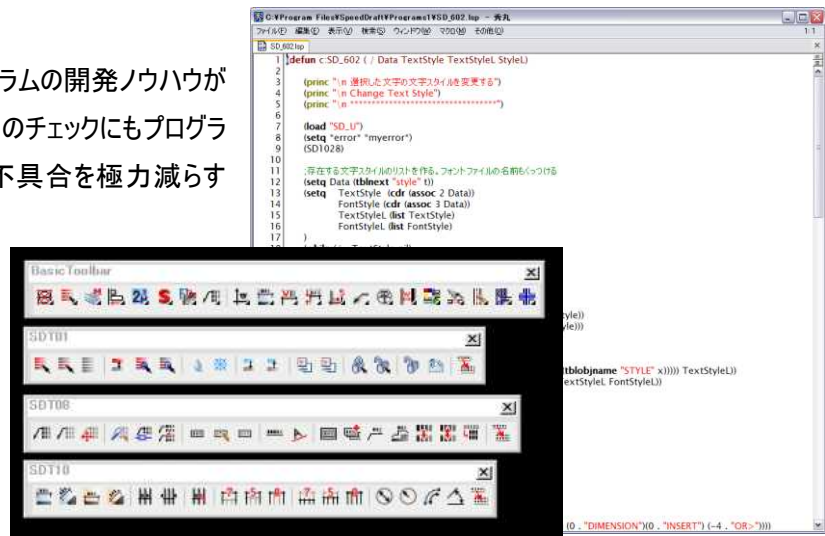 ラムの開発ノウハウが
のチェックにもプログラ
不具合を極力減らす
C:¥Program Files¥SpeedDraft¥Programs1¥SD_602.lsp - 秀丸
ファイル(F) 編集(E) 表示(V) 検索(S) ウィンドウ(W) マクロ(M) その他(O)
1:1
SD_602.lsp
1 (defun c:SD_602 ( / Data TextStyle TextStyleL StyleL)
2
3 (princ "\n 選択した文字の文字スタイルを変更する")
4 (princ "\n Change Text Style")
5 (princ "\n
6
7 (load "SD_U")
8 (setq *error* *myerror*)
9 (SD1028)
10
11 ;存在する文字スタイルのリストを作る。フォントファイルの名前もくっつける
12 (setq Data (tblnext "style" t))
13 (setq TextStyle (cdr (assoc 2 Data))
14 FontStyle (cdr (assoc 3 Data))
15 TextStyleL (list TextStyle)
16 FontStyleL (list FontStyle)
17 )
Basic Toolbar
SDT01
SDT08
SDT10
tyle))
yle)))
(tblobjname "STYLE" x))))) TextStyleL))
extStyleL FontStyleL))
(0 . "DIMENSION")(0 . "INSERT") (-4 . "OR>"))))